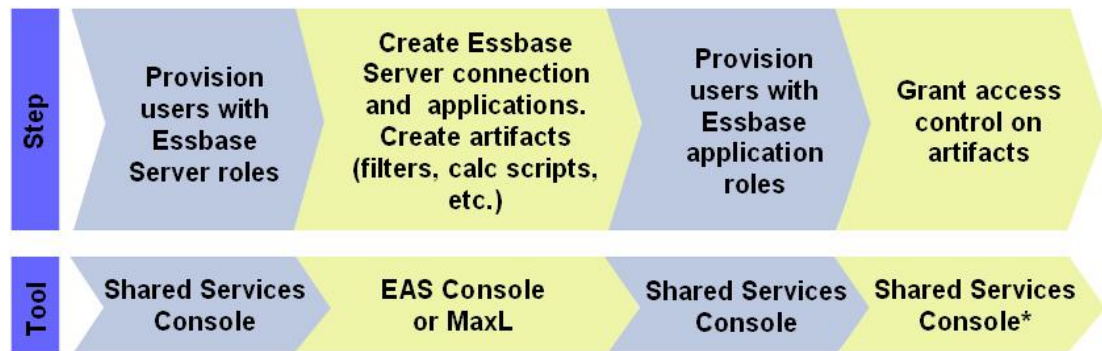 Step
Provision
users with
Essbase
Server roles
Create Essbase
Server connection
and applications.
Create artifacts
(filters, calc scripts,
etc.)
Provision
users with
Essbase
application
roles
Grant access
control on
artifacts
Tool
Shared Services
Console
EAS Console
or MaxL
Shared Services
Console
Shared Services
Console*